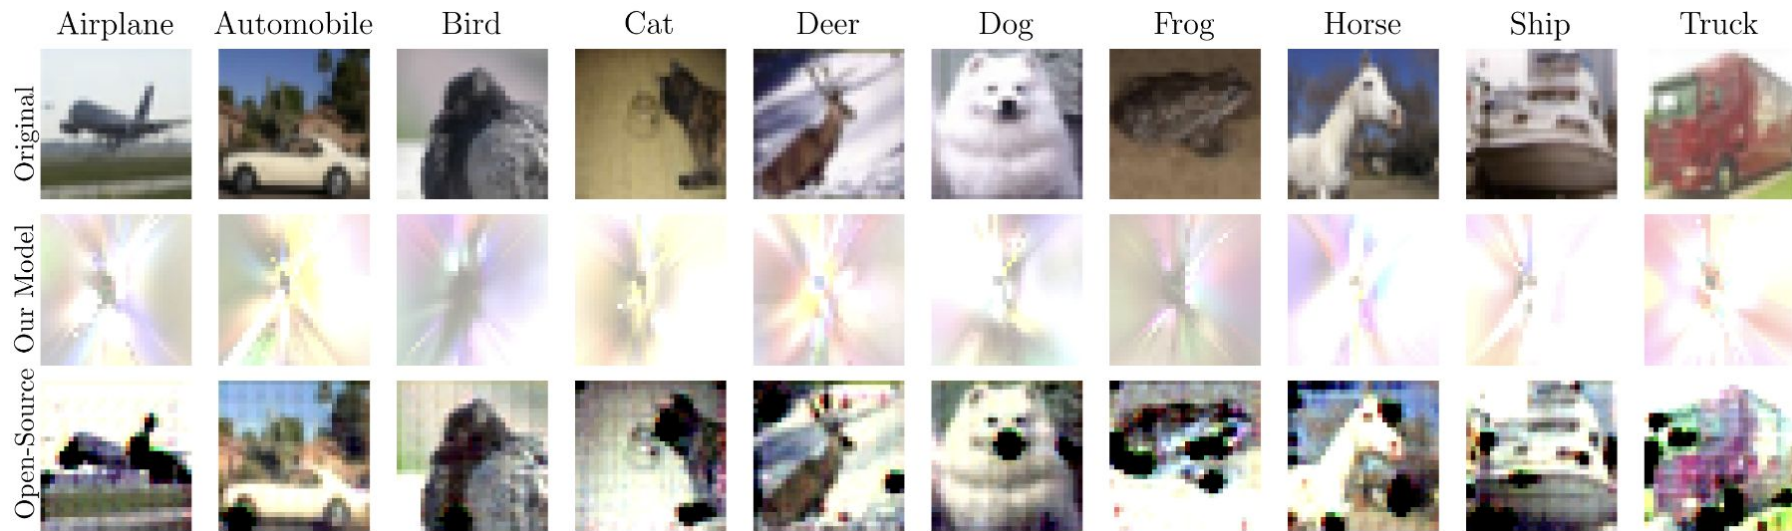 Airplane Automobile Bird Cat Deer Dog Frog Horse Ship Truck
Original
Our Model
Open-Source